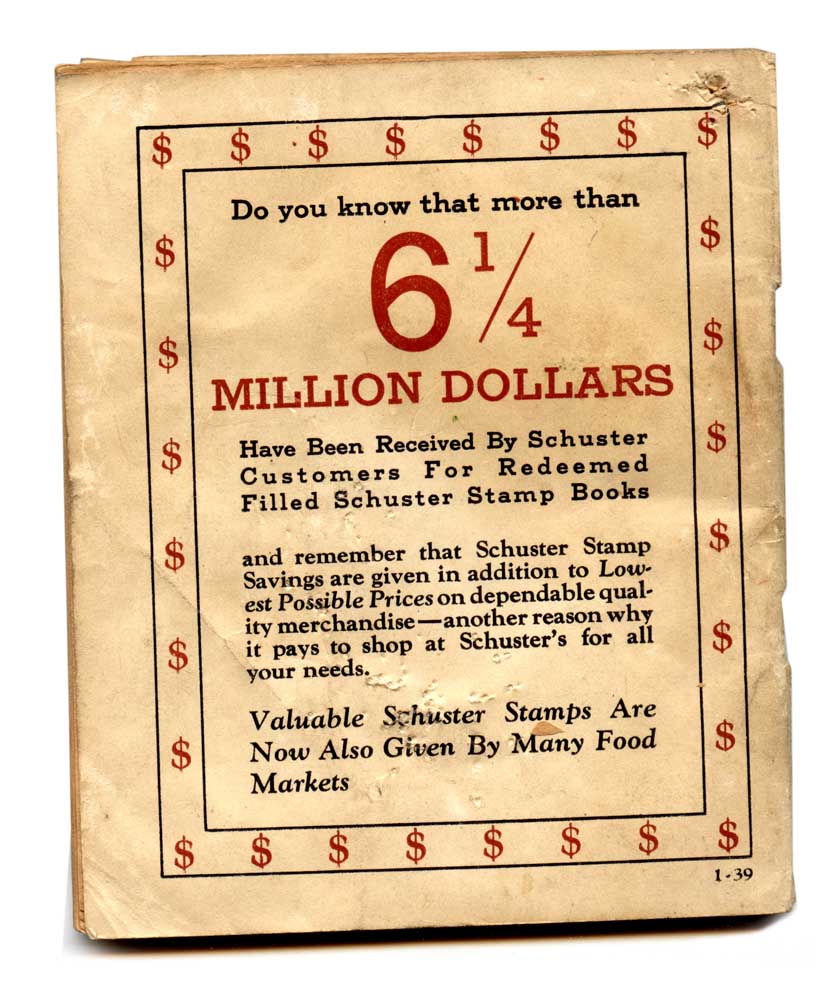 $ $ $ $ $ $ $ $
Do you know that more than
6 1/4
MILLION DOLLARS
Have Been Received By Schuster
Customers For Redeemed
Filled Schuster Stamp Books
and remember that Schuster Stamp
Savings are given in addition to Low-
est Possible Prices on dependable qual-
ity merchandise—another reason why
it pays to shop at Schuster's for all
your needs.
Valuable Schuster Stamps Are
Now Also Given By Many Food
Markets
$ $ $ $ $ $ $ $
1-39